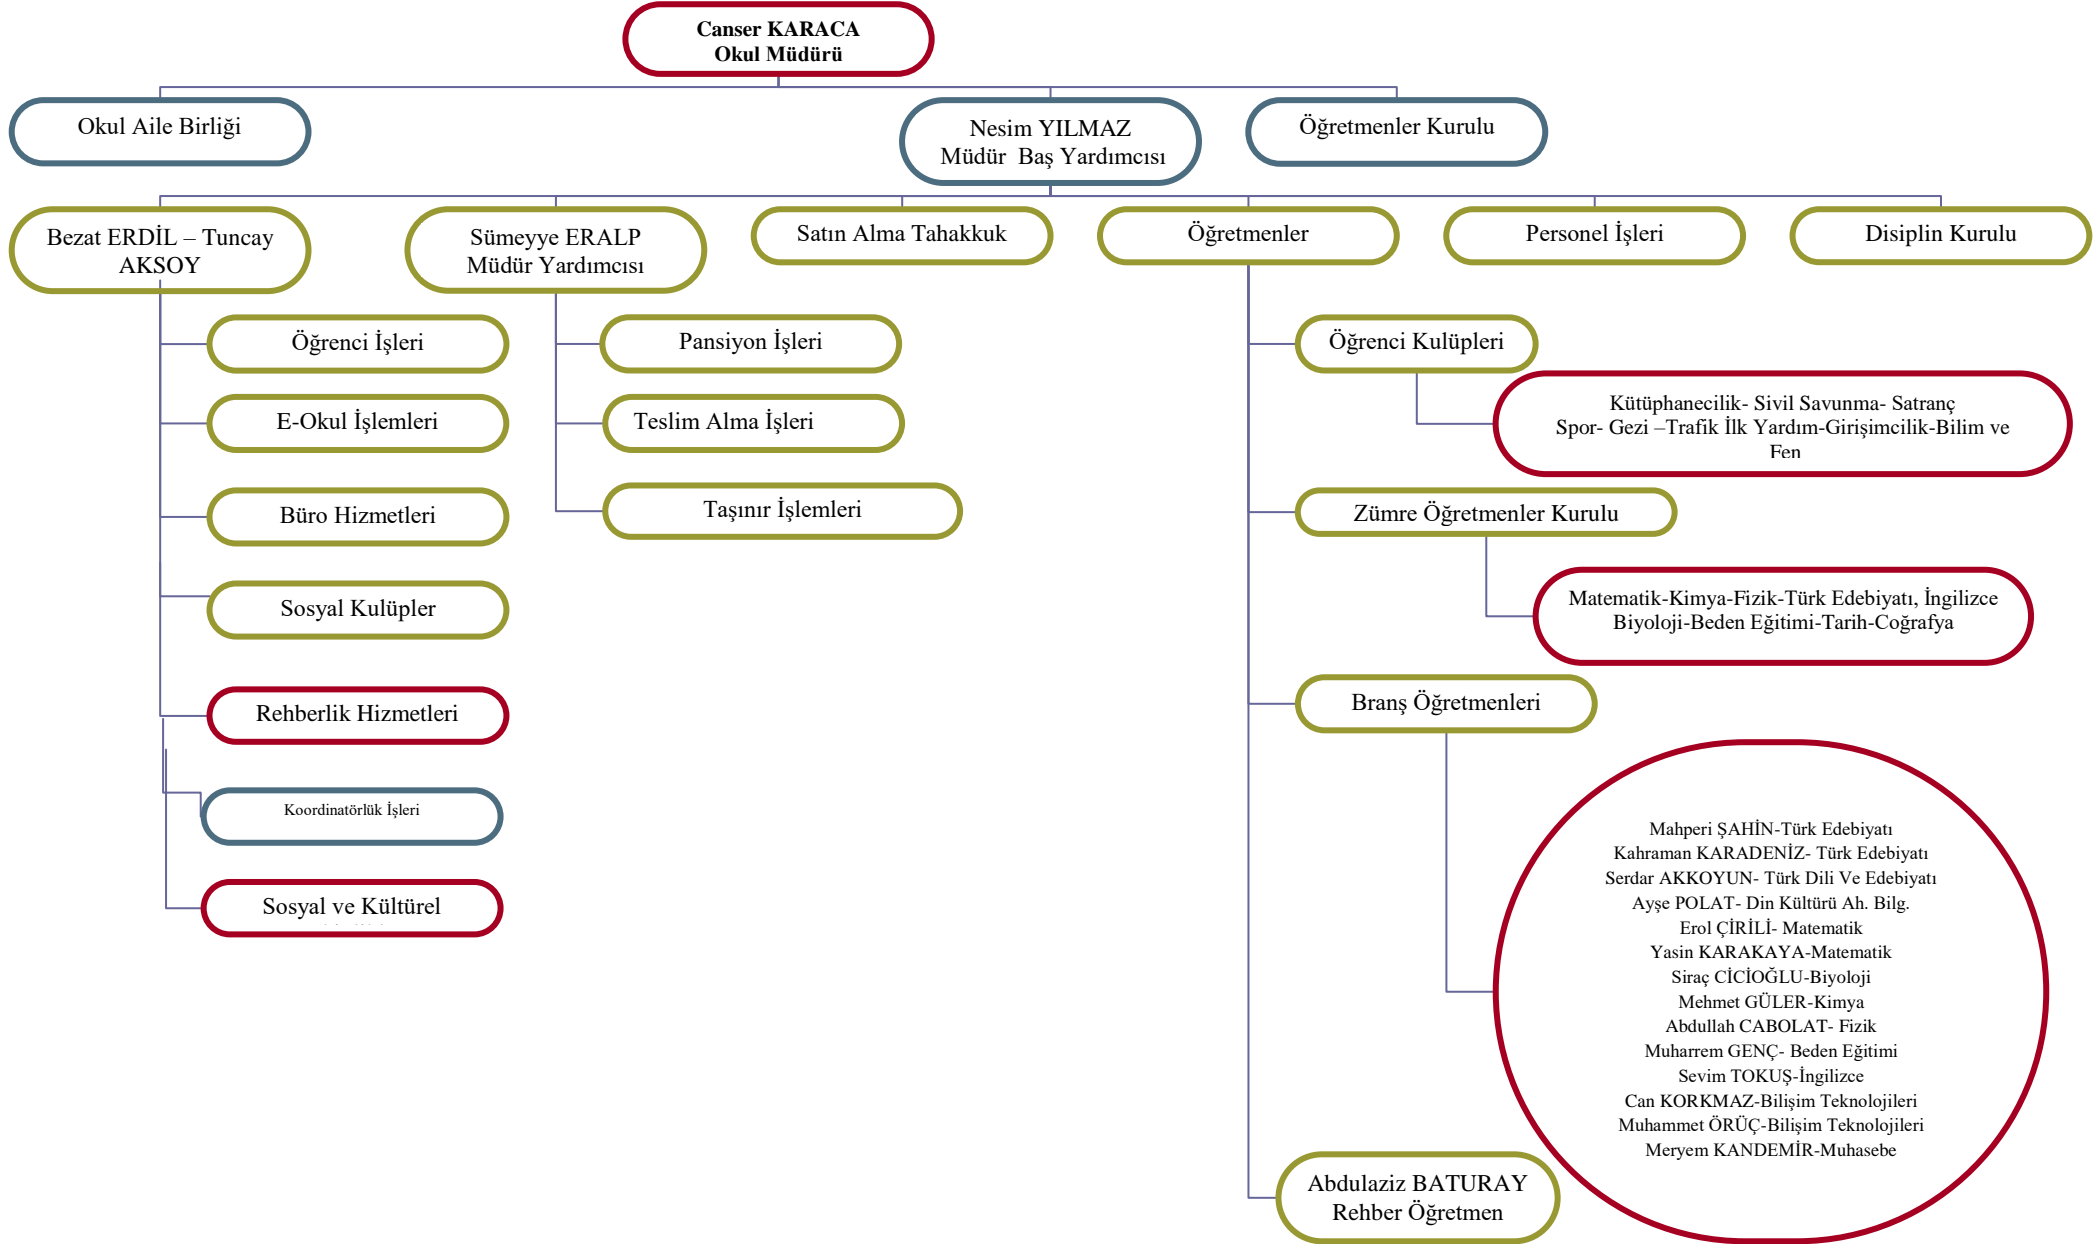 Canser KARACA
Okul Müdürü
Okul Aile Birliği
Nesim YILMAZ
Müdür Baş Yardımcısı
Öğretmenler Kurulu
Bezat ERDİL – Tuncay
AKSOY
Sümeyye ERALP
Müdür Yardımcısı
Satın Alma Tahakkuk
Öğretmenler
Personel İşleri
Disiplin Kurulu
Öğrenci İşleri
E-Okul İşlemleri
Büro Hizmetleri
Sosyal Kulüpler
Rehberlik Hizmetleri
Koordinatörlük İşleri
Sosyal ve Kültürel
Pansiyon İşleri
Teslim Alma İşleri
Taşınır İşlemleri
Öğrenci Kulüpleri
Kütüphanecilik- Sivil Savunma- Satranç
Spor- Gezi –Trafik İlk Yardım-Girişimcilik-Bilim ve
Fen
Zümre Öğretmenler Kurulu
Matematik-Kimya-Fizik-Türk Edebiyatı, İngilizce
Biyoloji-Beden Eğitimi-Tarih-Coğrafya
Branş Öğretmenleri
Mahperi ŞAHİN-Türk Edebiyatı
Kahraman KARADENİZ- Türk Edebiyatı
Serdar AKKOYUN- Türk Dili Ve Edebiyatı
Ayşe POLAT- Din Kültürü Ah. Bilg.
Erol ÇİRİLİ- Matematik
Yasin KARAKAYA-Matematik
Siraç CİCİOĞLU-Biyoloji
Mehmet GÜLER-Kimya
Abdullah CABOLAT- Fizik
Muharrem GENÇ- Beden Eğitimi
Sevim TOKUŞ-İngilizce
Can KORKMAZ-Bilişim Teknolojileri
Muhammet ÖRÜÇ-Bilişim Teknolojileri
Meryem KANDEMİR-Muhasebe
Abdulaziz BATURAY
Rehber Öğretmen